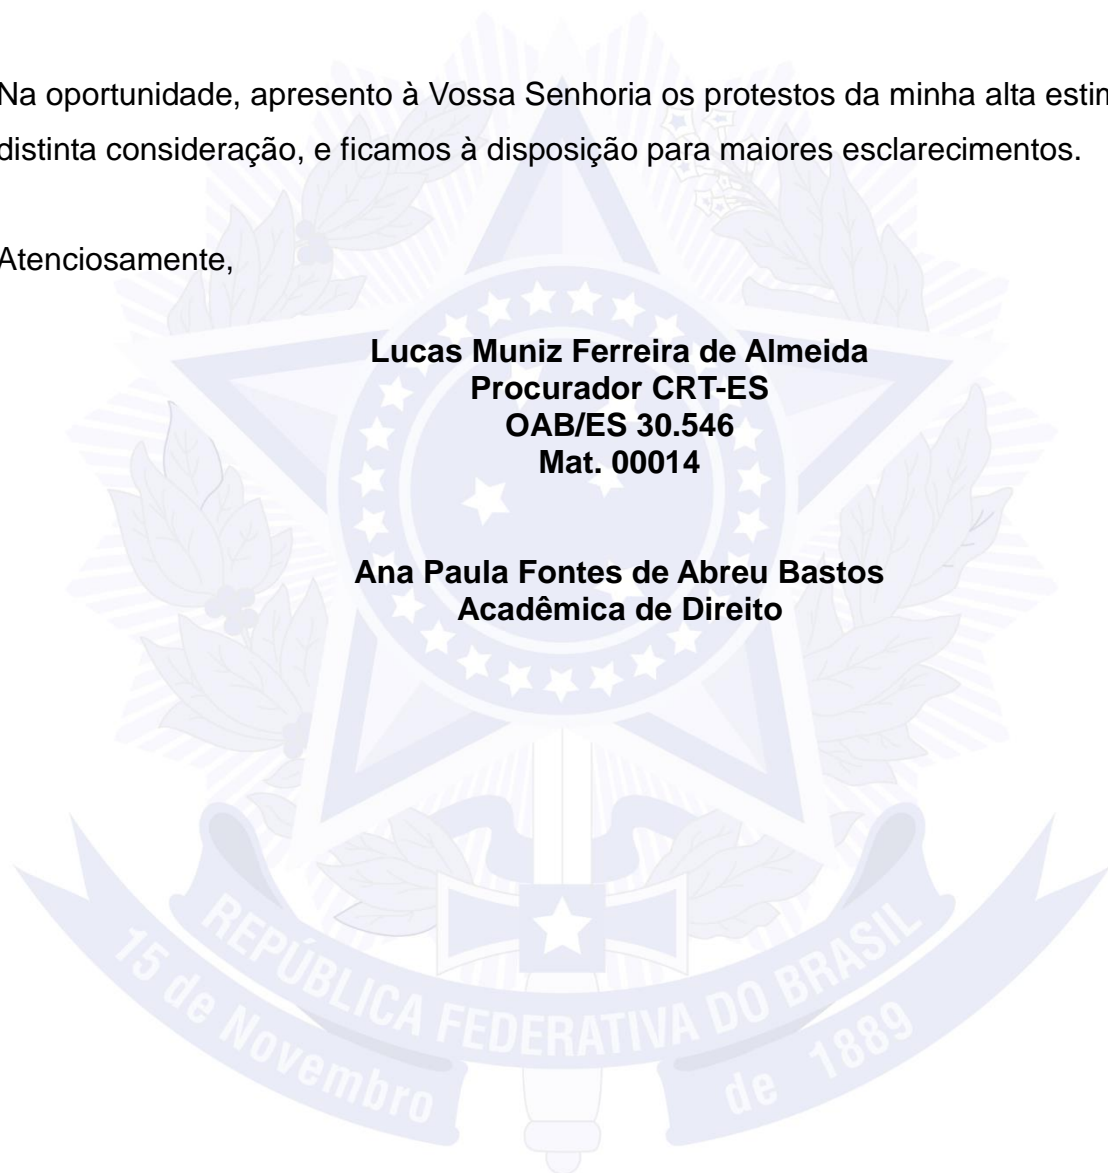 Na oportunidade, apresento à Vossa Senhoria os protestos da minha alta
distinta consideração, e ficamos à disposição para maiores esclarecimentos.
Atenciosamente,
Lucas Muniz Ferreira de Almeida
Procurador CRT-ES
OAB/ES 30.546
Mat. 00014
Ana Paula Fontes de Abreu Bastos
Acadêmica de Direito
REPÚBLICA FEDERATIVA DO BRASIL
15 de Novembro de 1889